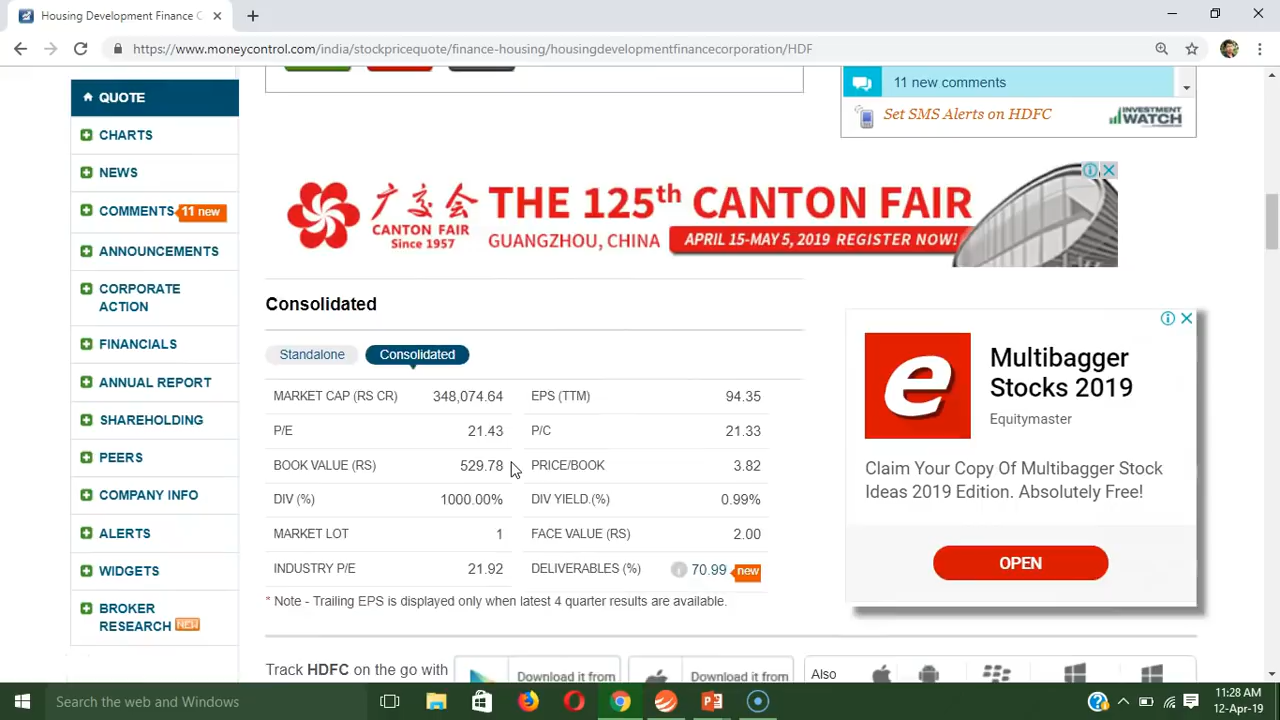 Housing Development Finance C
https://www.moneycontrol.com/india/stockpricequote/finance-housing/housingdevelopmentfinancecorporation/HDF
QUOTE
CHARTS
NEWS
COMMENTS 11 new
ANNOUNCEMENTS
CORPORATE
ACTION
FINANCIALS
ANNUAL REPORT
SHAREHOLDING
PEERS
COMPANY INFO
ALERTS
WIDGETS
BROKER
RESEARCH NEW
11 new comments
Set SMS Alerts on HDFC
INVESTMENT
WATCH
广交会
CANTON FAIR
Since 1957
THE 125th CANTON FAIR
GUANGZHOU, CHINA
APRIL 15-MAY 5, 2019 REGISTER NOW!
Consolidated
Standalone Consolidated
MARKET CAP (RS CR) 348,074.64 EPS (TTM) 94.35
P/E 21.43 P/C 21.33
BOOK VALUE (RS) 529.78 PRICE/BOOK 3.82
DIV (%) 1000.00% DIV YIELD.(%) 0.99%
MARKET LOT 1 FACE VALUE (RS) 2.00
INDUSTRY P/E 21.92 DELIVERABLES (%) 70.99 new
* Note - Trailing EPS is displayed only when latest 4 quarter results are available.
e
Multibagger
Stocks 2019
Equitymaster
Claim Your Copy Of Multibagger Stock
Ideas 2019 Edition. Absolutely Free!
OPEN
Track HDFC on the go with
Download it from
Download it from
Also
Search the web and Windows
11:28 AM
12-Apr-19